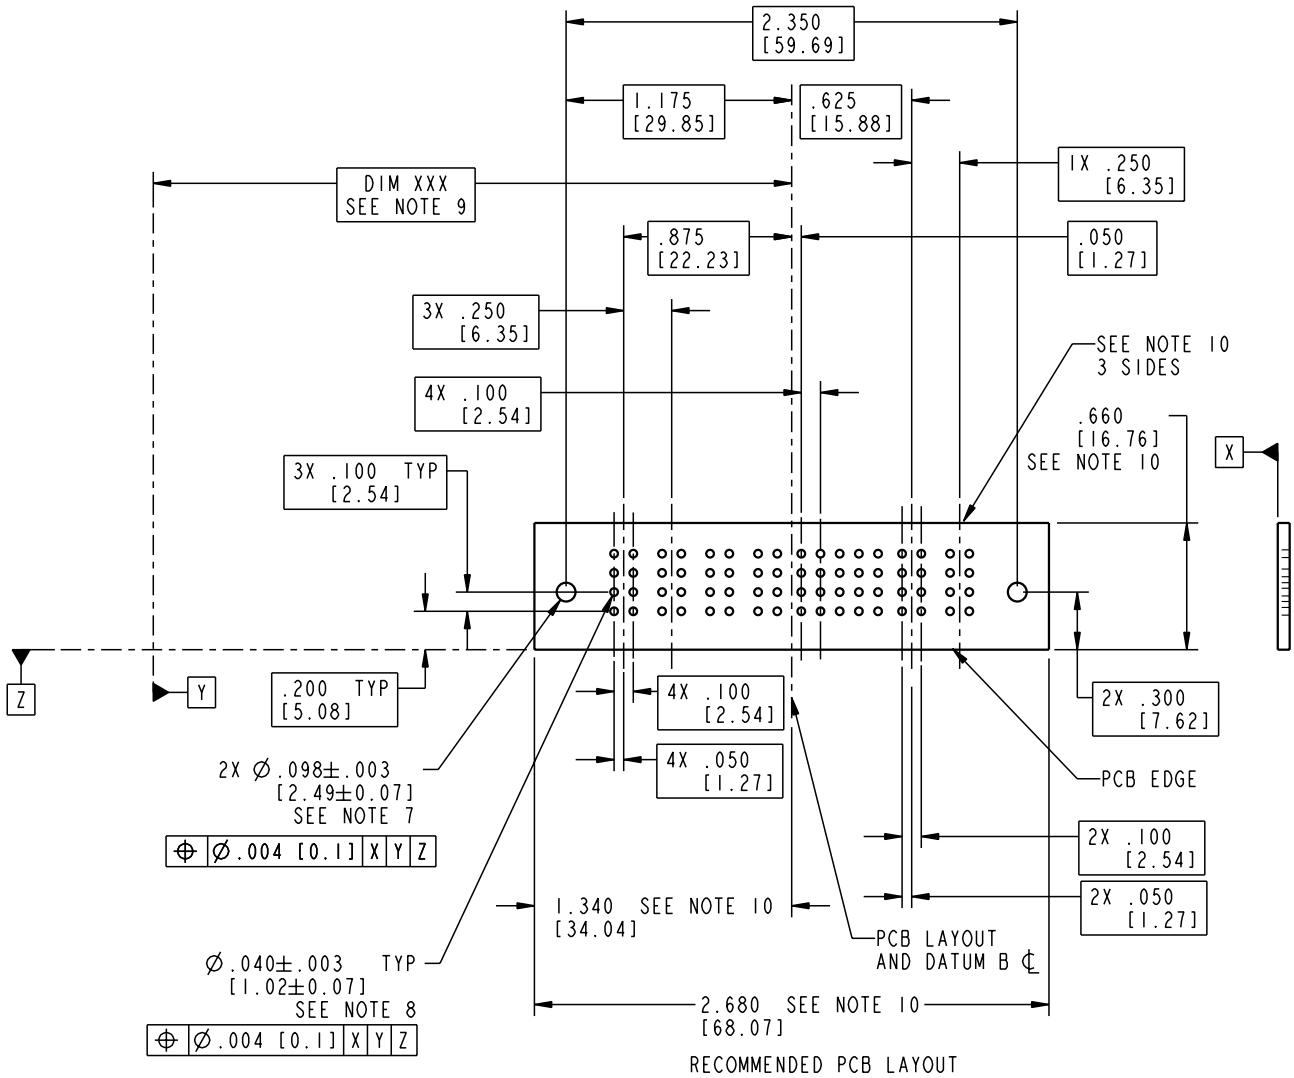 2.350
[59.69]
1.175
[29.85]
.625
[15.88]
1X .250
[6.35]
DIM XXX
SEE NOTE 9
.875
[22.23]
.050
[1.27]
3X .250
[6.35]
SEE NOTE 10
3 SIDES
4X .100
[2.54]
.660
[16.76]
SEE NOTE 10
X
3X .100 TYP
[2.54]
Z
Y
.200 TYP
[5.08]
4X .100
[2.54]
2X .300
[7.62]
4X .050
[1.27]
2X Ø .098±.003
[2.49±0.07]
SEE NOTE 7
⌖ Ø.004 [0.1] X Y Z
PCB EDGE
2X .100
[2.54]
2X .050
[1.27]
1.340 SEE NOTE 10
[34.04]
PCB LAYOUT
AND DATUM B ℄
Ø .040±.003 TYP
[1.02±0.07]
SEE NOTE 8
⌖ Ø.004 [0.1] X Y Z
2.680 SEE NOTE 10
[68.07]
RECOMMENDED PCB LAYOUT